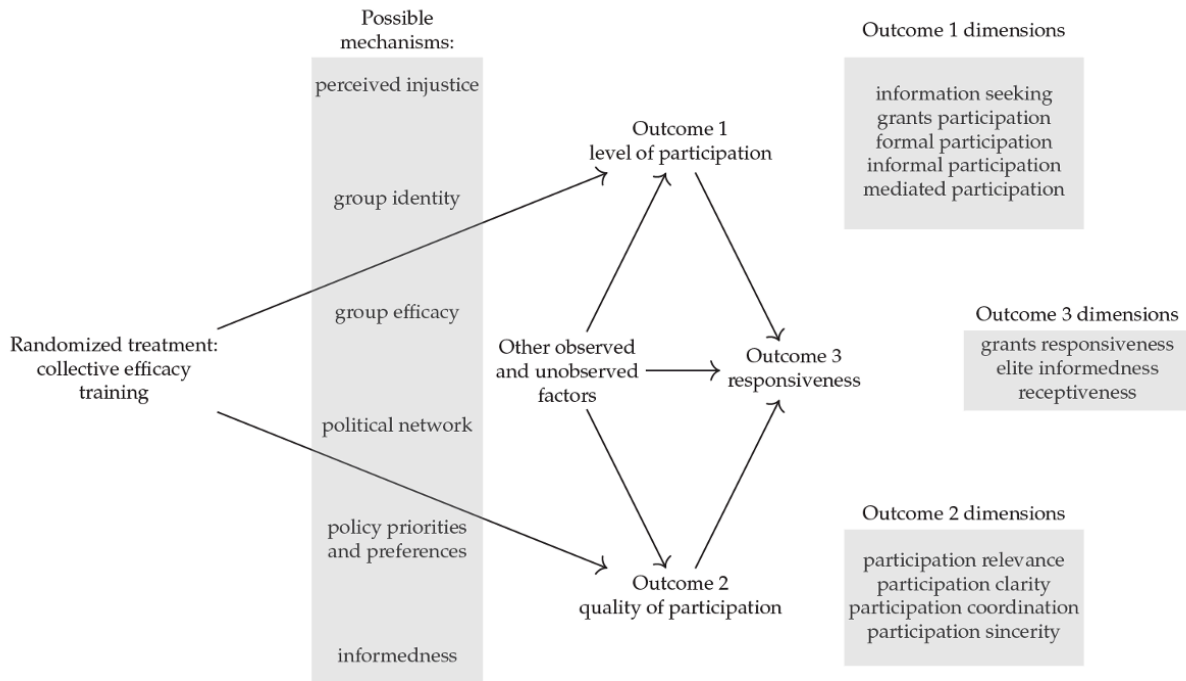 Possible
mechanisms:
perceived injustice
group identity
group efficacy
political network
policy priorities
and preferences
informedness
Randomized treatment:
collective efficacy
training
Outcome 1
level of participation
Other observed
and unobserved
factors
Outcome 3
responsiveness
Outcome 2
quality of participation
Outcome 1 dimensions
information seeking
grants participation
formal participation
informal participation
mediated participation
Outcome 3 dimensions
grants responsiveness
elite informedness
receptiveness
Outcome 2 dimensions
participation relevance
participation clarity
participation coordination
participation sincerity